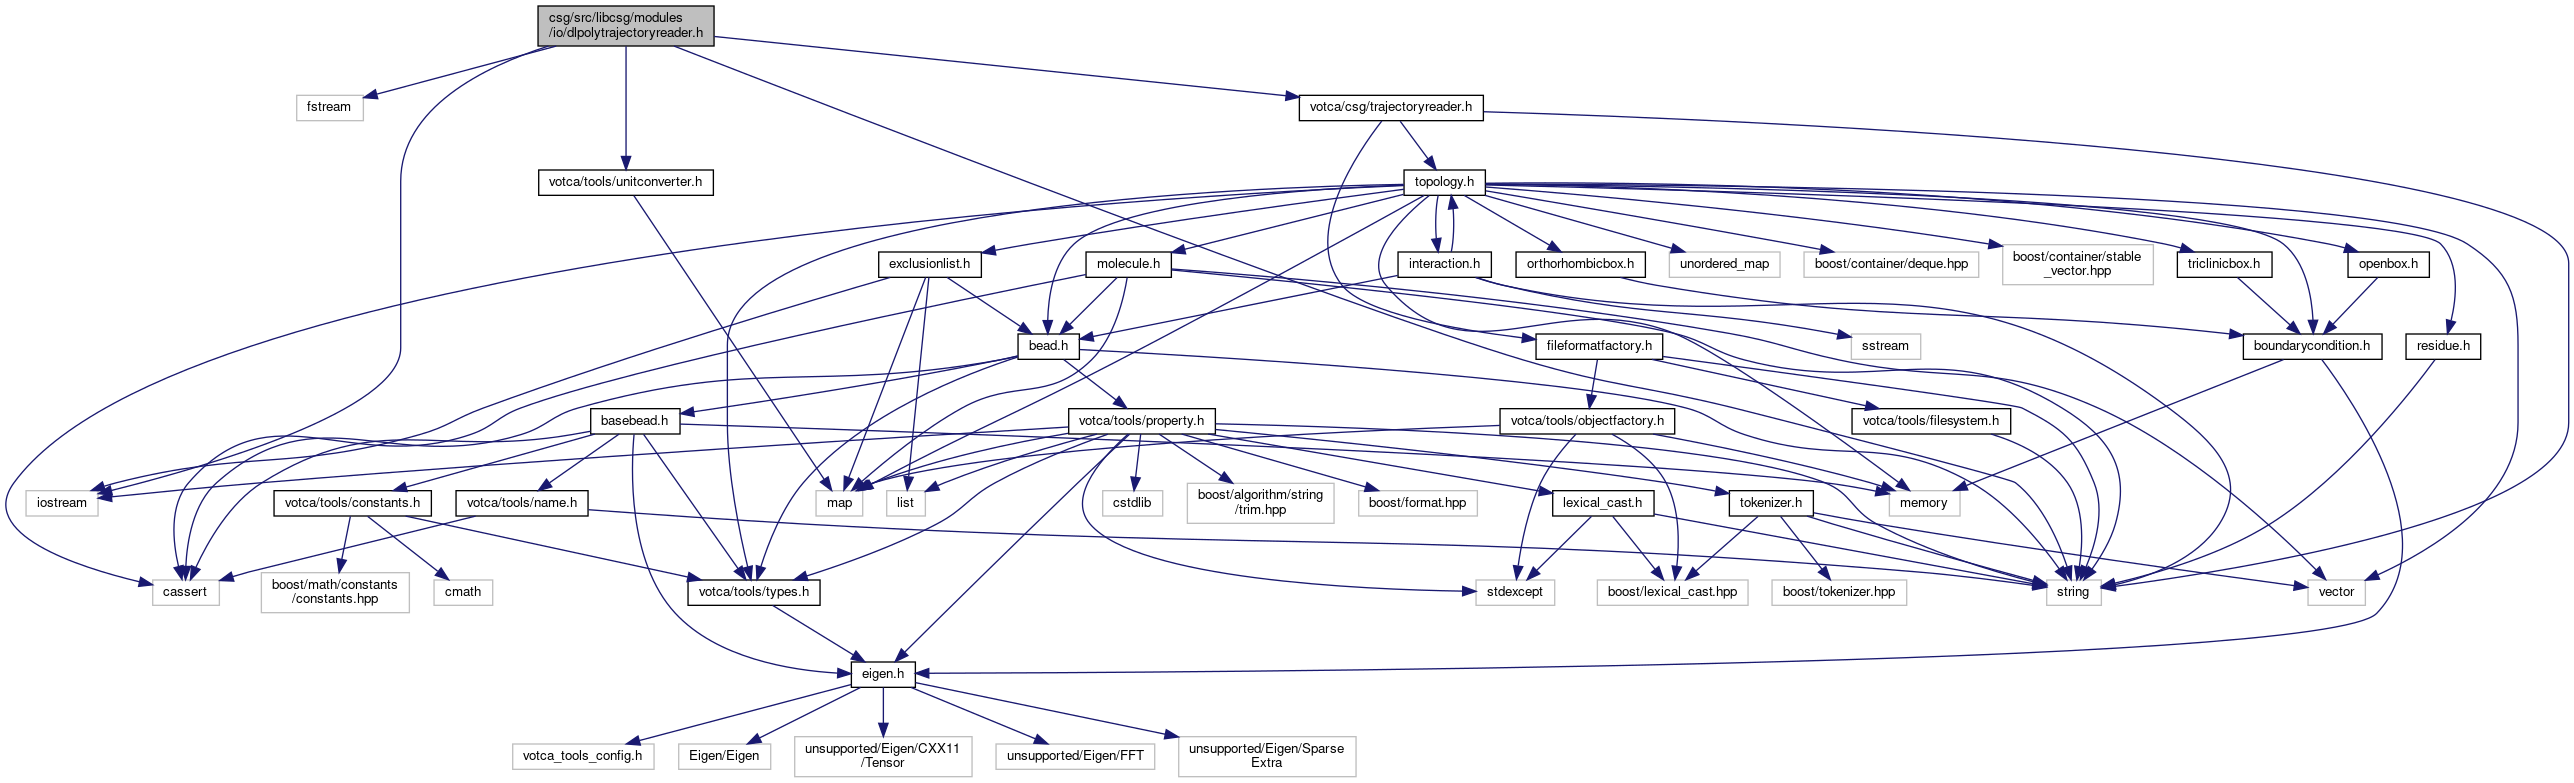 csg/src/libcsg/modules
/io/dlpolytrajectoryreader.h
fstream
votca/csg/trajectoryreader.h
votca/tools/unitconverter.h
topology.h
exclusionlist.h
molecule.h
interaction.h
orthorhombicbox.h
unordered_map
boost/container/deque.hpp
boost/container/stable
_vector.hpp
triclinicbox.h
openbox.h
bead.h
fileformatfactory.h
sstream
boundarycondition.h
residue.h
basebead.h
votca/tools/property.h
votca/tools/objectfactory.h
votca/tools/filesystem.h
iostream
votca/tools/constants.h
votca/tools/name.h
map
list
cstdlib
boost/algorithm/string
/trim.hpp
boost/format.hpp
lexical_cast.h
tokenizer.h
memory
cassert
boost/math/constants
/constants.hpp
cmath
votca/tools/types.h
stdexcept
boost/lexical_cast.hpp
boost/tokenizer.hpp
string
vector
eigen.h
votca_tools_config.h
Eigen/Eigen
unsupported/Eigen/CXX11
/Tensor
unsupported/Eigen/FFT
unsupported/Eigen/Sparse
Extra